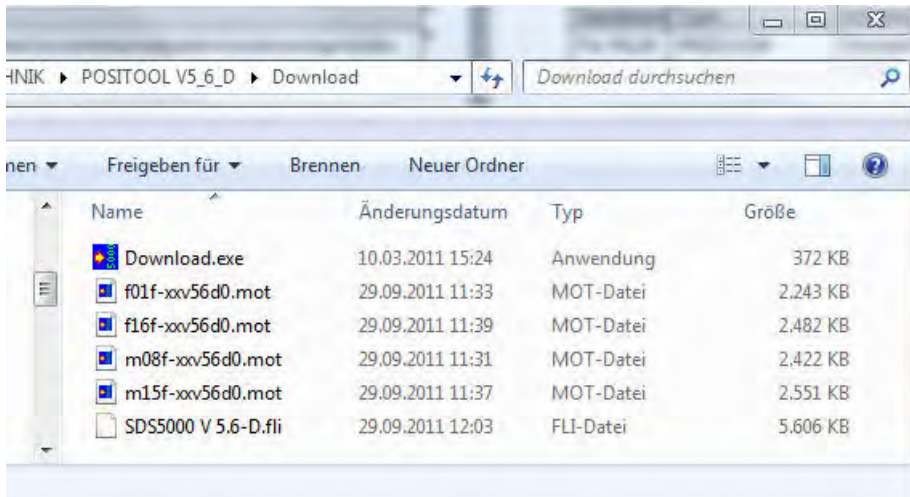 HNIK ▸ POSITOOL V5_6_D ▸ Download Download durchsuchen
nen Freigeben für Brennen Neuer Ordner
Name Änderungsdatum Typ Größe
Download.exe 10.03.2011 15:24 Anwendung 372 KB
f01f-xxv56d0.mot 29.09.2011 11:33 MOT-Datei 2.243 KB
f16f-xxv56d0.mot 29.09.2011 11:39 MOT-Datei 2.482 KB
m08f-xxv56d0.mot 29.09.2011 11:31 MOT-Datei 2.422 KB
m15f-xxv56d0.mot 29.09.2011 11:37 MOT-Datei 2.551 KB
SDS5000 V 5.6-D.fli 29.09.2011 12:03 FLI-Datei 5.606 KB